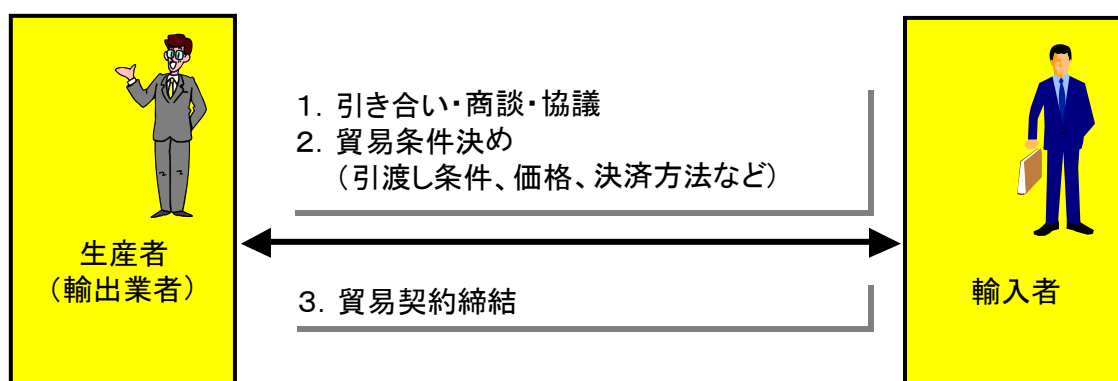 1. 引き合い・商談・協議
2. 貿易条件決め
(引渡し条件、価格、決済方法など)
生産者
(輸出業者)
3. 貿易契約締結
輸入者